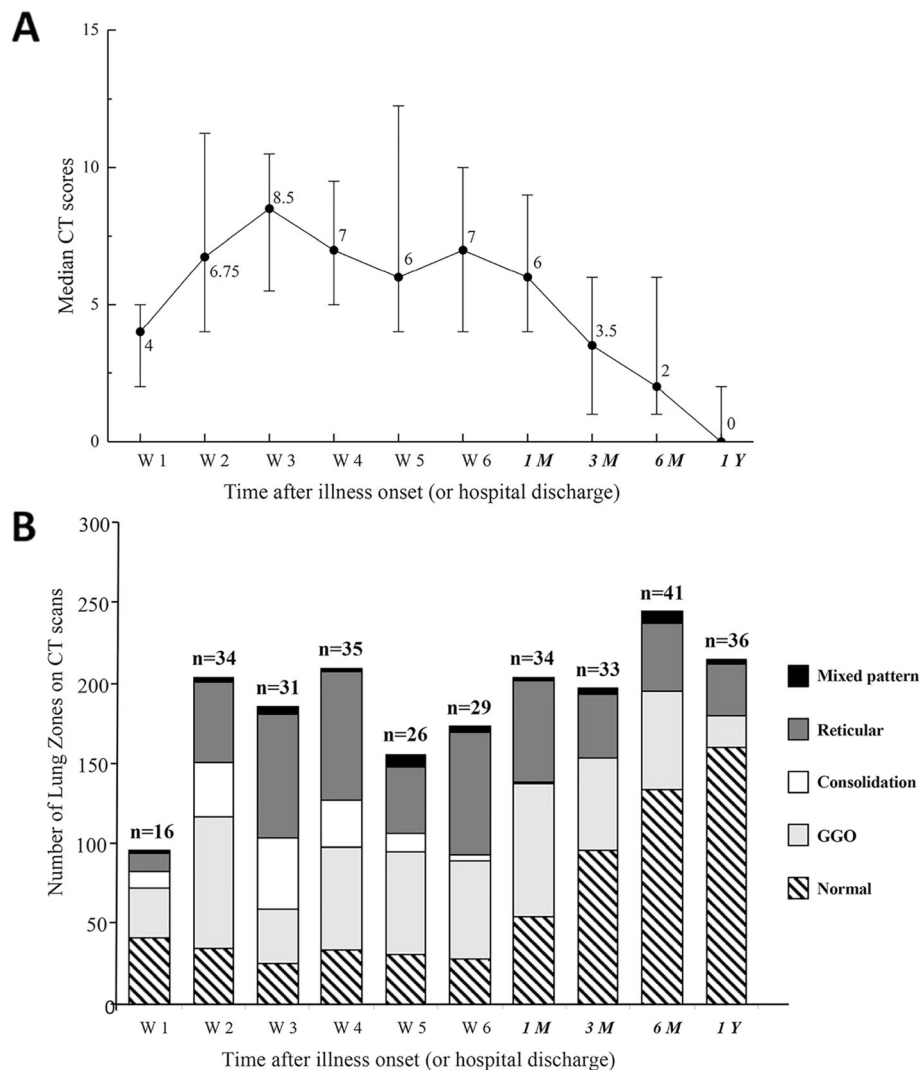 A
15
10
5
0
Median CT scores
4
6.75
8.5
7
6
7
6
3.5
2
0
W 1 W 2 W 3 W 4 W 5 W 6 1 M 3 M 6 M 1 Y
Time after illness onset (or hospital discharge)
B
300
250
200
150
100
50
0
Number of Lung Zones on CT scans
n=16
n=34
n=31
n=35
n=26
n=29
n=34
n=33
n=41
n=36
Mixed pattern
Reticular
Consolidation
GGO
Normal
W 1 W 2 W 3 W 4 W 5 W 6 1 M 3 M 6 M 1 Y
Time after illness onset (or hospital discharge)